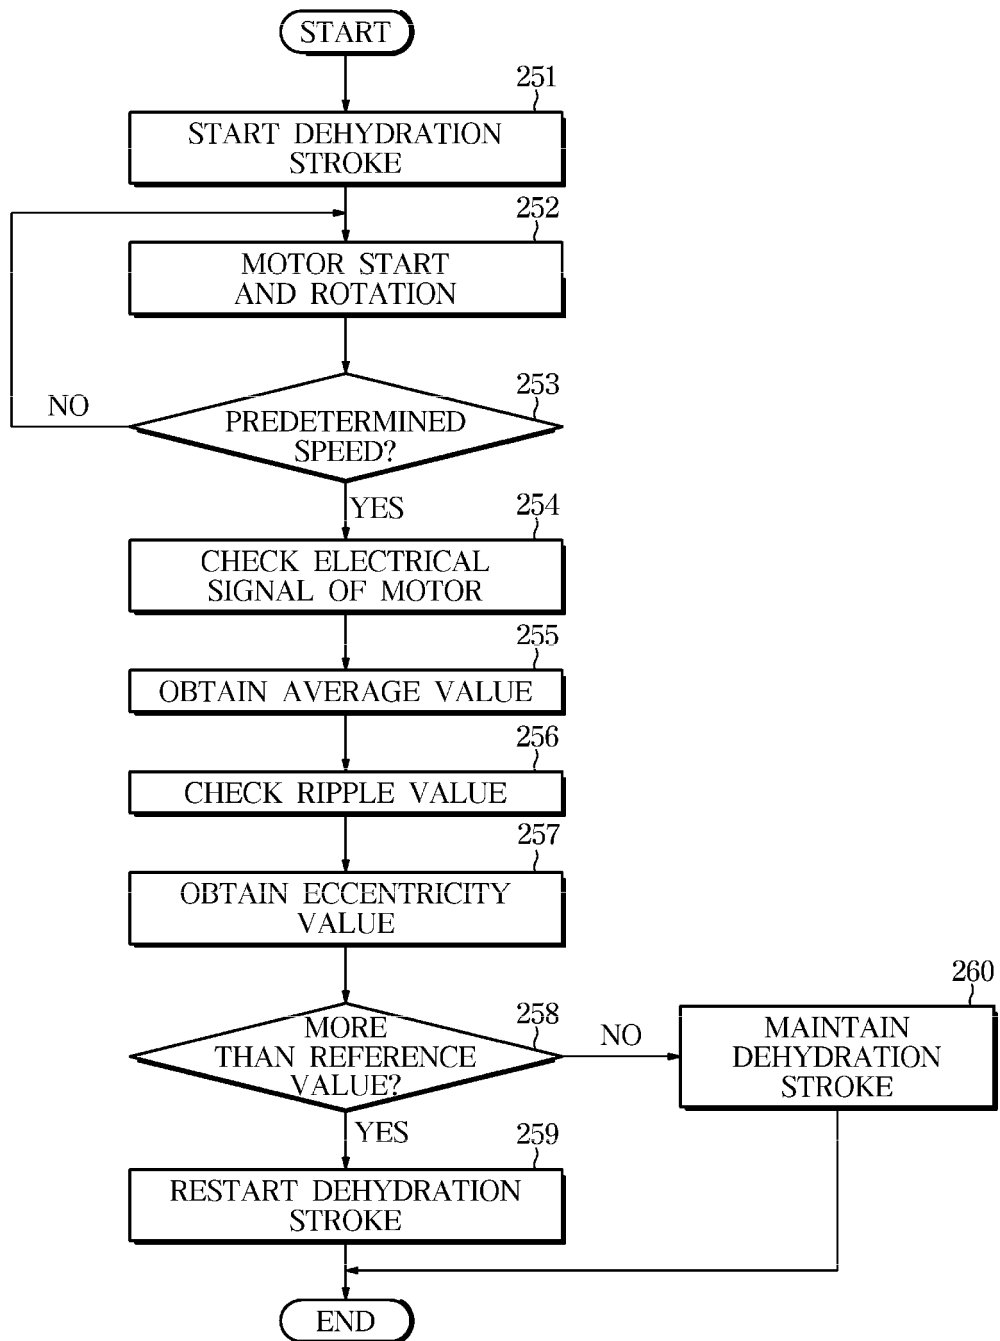 START
251
START DEHYDRATION
STROKE
252
MOTOR START
AND ROTATION
253
NO
PREDETERMINED
SPEED?
YES
254
CHECK ELECTRICAL
SIGNAL OF MOTOR
255
OBTAIN AVERAGE VALUE
256
CHECK RIPPLE VALUE
257
OBTAIN ECCENTRICITY
VALUE
258
MORE
THAN REFERENCE
VALUE?
NO
260
MAINTAIN
DEHYDRATION
STROKE
YES
259
RESTART DEHYDRATION
STROKE
END